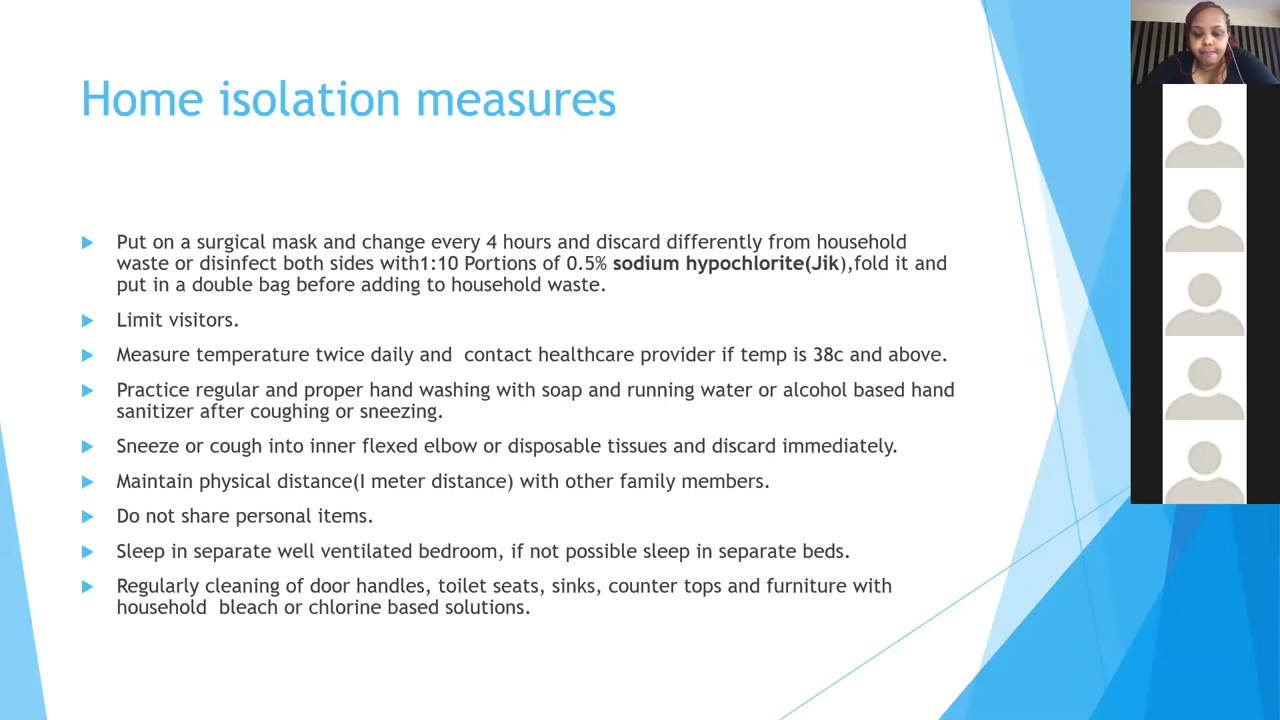 Home isolation measures
Put on a surgical mask and change every 4 hours and discard differently from household
waste or disinfect both sides with1:10 Portions of 0.5% sodium hypochlorite(Jik),fold it and
put in a double bag before adding to household waste.
Limit visitors.
Measure temperature twice daily and  contact healthcare provider if temp is 38c and above.
Practice regular and proper hand washing with soap and running water or alcohol based hand
sanitizer after coughing or sneezing.
Sneeze or cough into inner flexed elbow or disposable tissues and discard immediately.
Maintain physical distance(I meter distance) with other family members.
Do not share personal items.
Sleep in separate well ventilated bedroom, if not possible sleep in separate beds.
Regularly cleaning of door handles, toilet seats, sinks, counter tops and furniture with
household  bleach or chlorine based solutions.